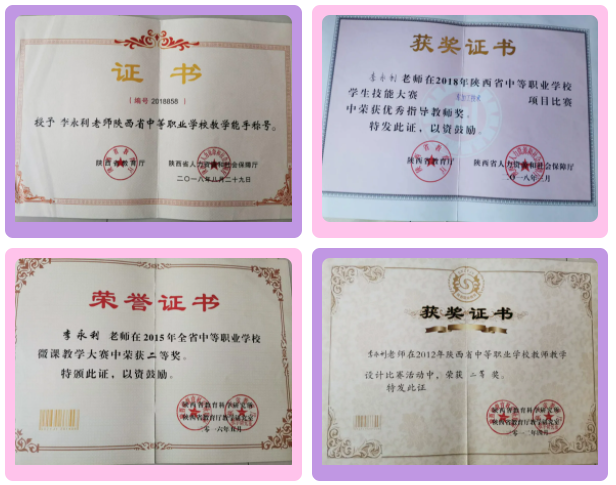 证 书
（编号 2018858 ）
授予 李永利老师陕西省中等职业学校教学能手称号。
陕西省教育厅 陕西省人力资源和社会保障厅
二〇一八年八月二十九日
获奖证书
李永利老师在2018年陕西省中等职业学校
学生技能大赛 项目比赛
中荣获优秀指导教师奖。
特发此证，以资鼓励。
陕西省教育厅 陕西省人力资源和社会保障厅
荣誉证书
李永利 老师在2015年全省中等职业学校
微课教学大赛中荣获二等奖。
特颁此证，以资鼓励。
获奖证书
李永利老师在2012年陕西省中等职业学校教师教学
设计比赛活动中，荣获 二等 奖。
特发此证